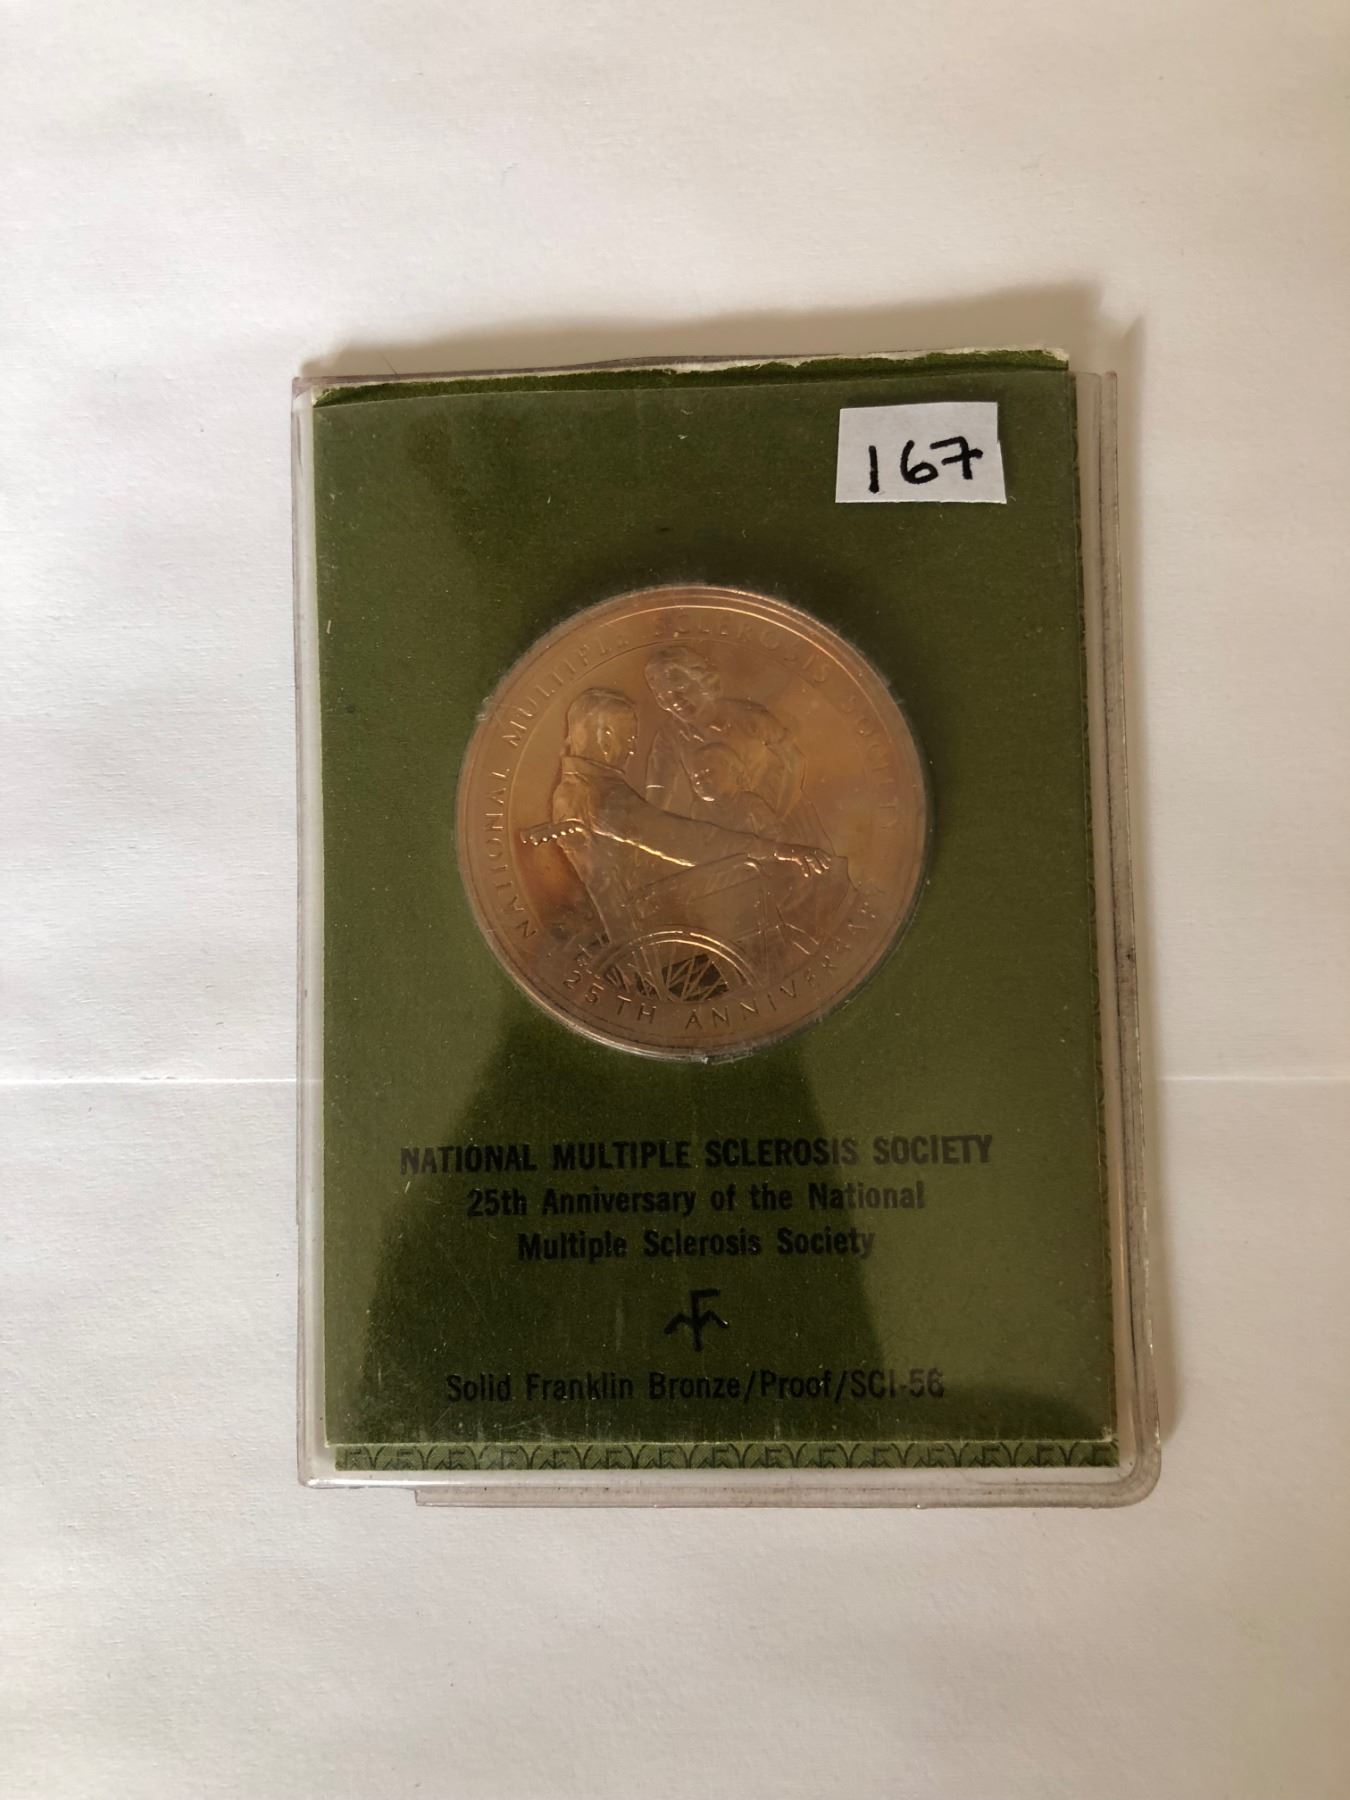 167
NATIONAL MULTIPLE SCLEROSIS SOCIETY
25TH ANNIVERSARY
NATIONAL MULTIPLE SCLEROSIS SOCIETY
25th Anniversary of the National
Multiple Sclerosis Society
Solid Franklin Bronze/Proof/SCI-56